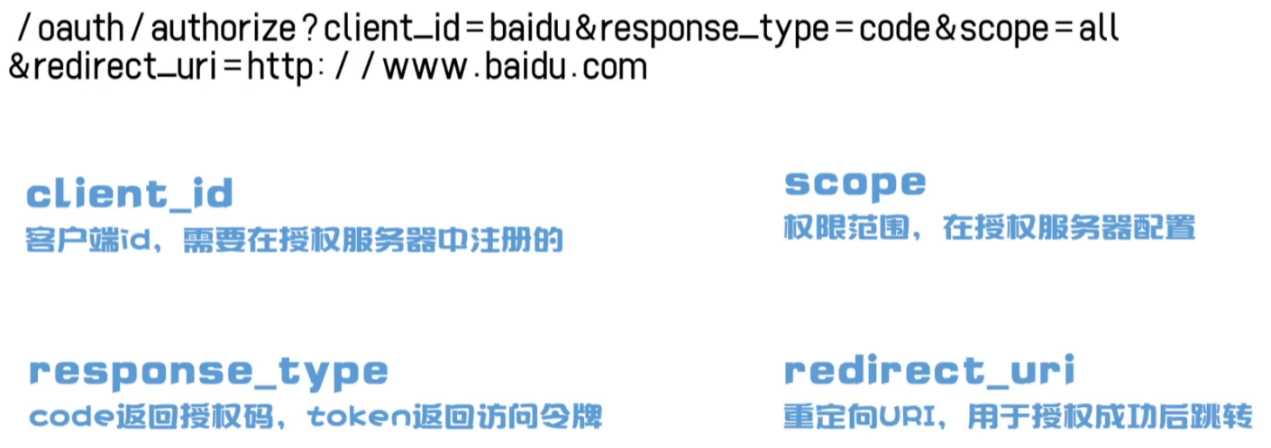 /oauth/authorize?client_id=baidu&response_type=code&scope=all
&redirect_uri=http://www.baidu.com
client_id
客户端id，需要在授权服务器中注册的
scope
权限范围，在授权服务器配置
response_type
code返回授权码，token返回访问令牌
redirect_uri
重定向URI，用于授权成功后跳转